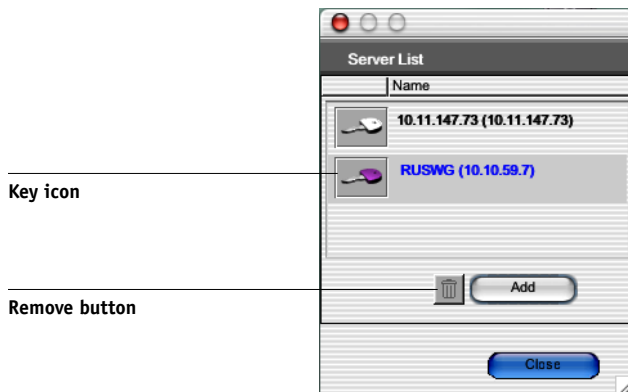 Server List
Name
10.11.147.73 (10.11.147.73)
RUSWG (10.10.59.7)
Key icon
Add
Remove button
Close